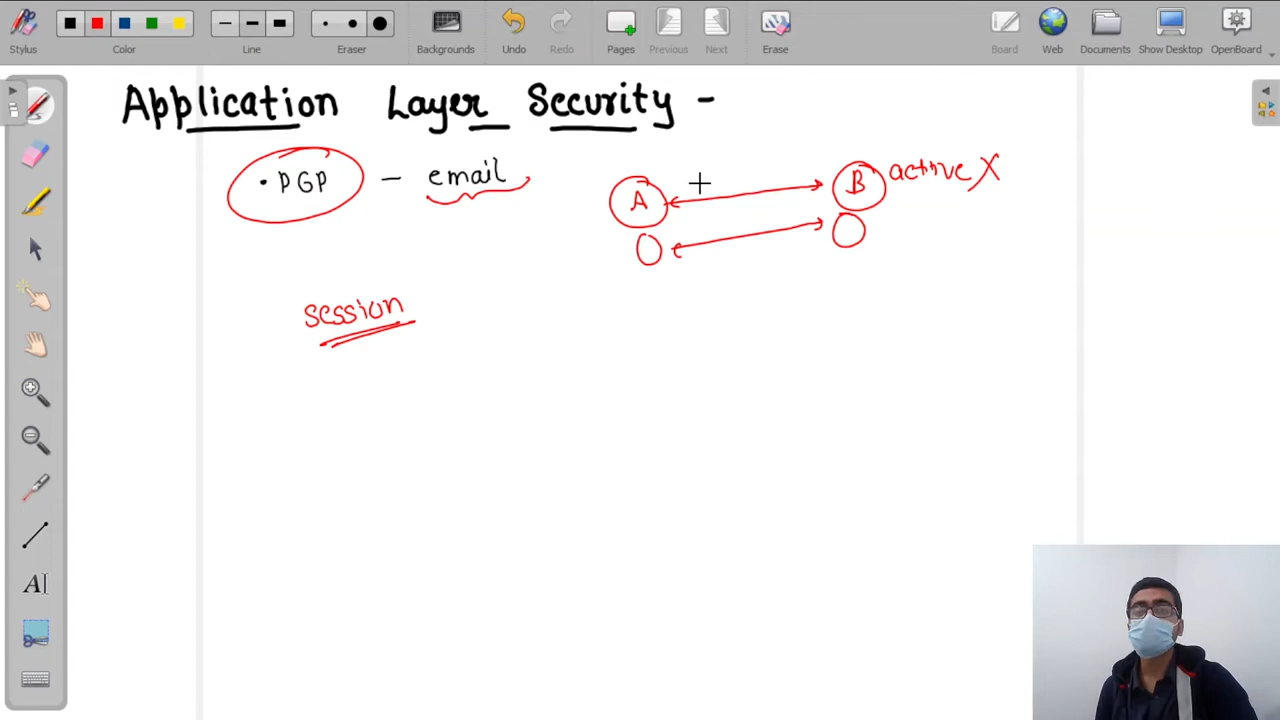 Stylus Color Line Eraser Backgrounds Undo Redo Pages Previous Next Erase Board Web Documents Show Desktop OpenBoard
Application Layer Security -
• PGP - email
A B active X
session
AI